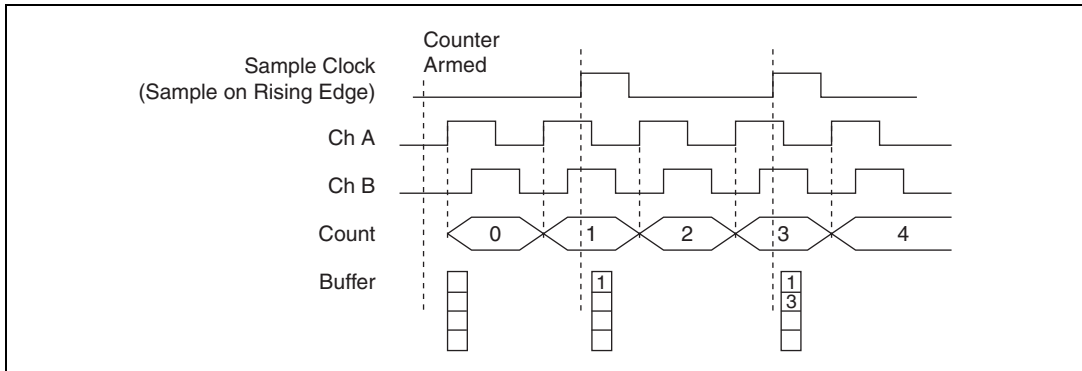 Counter
Armed
Sample Clock
(Sample on Rising Edge)
Ch A
Ch B
Count
0 1 2 3 4
Buffer
1 1
3